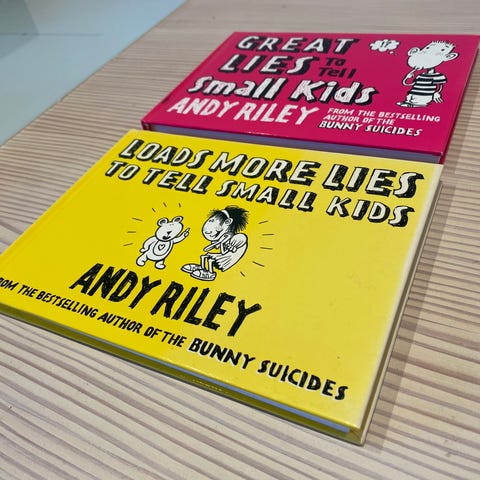 GREAT
LIES To
Tell
Small Kids
ANDY RILEY
FROM THE BESTSELLING
AUTHOR OF THE
BUNNY SUICIDES
LOADS MORE LIES
TO TELL SMALL KIDS
ANDY RILEY
FROM THE BESTSELLING AUTHOR OF THE BUNNY SUICIDES